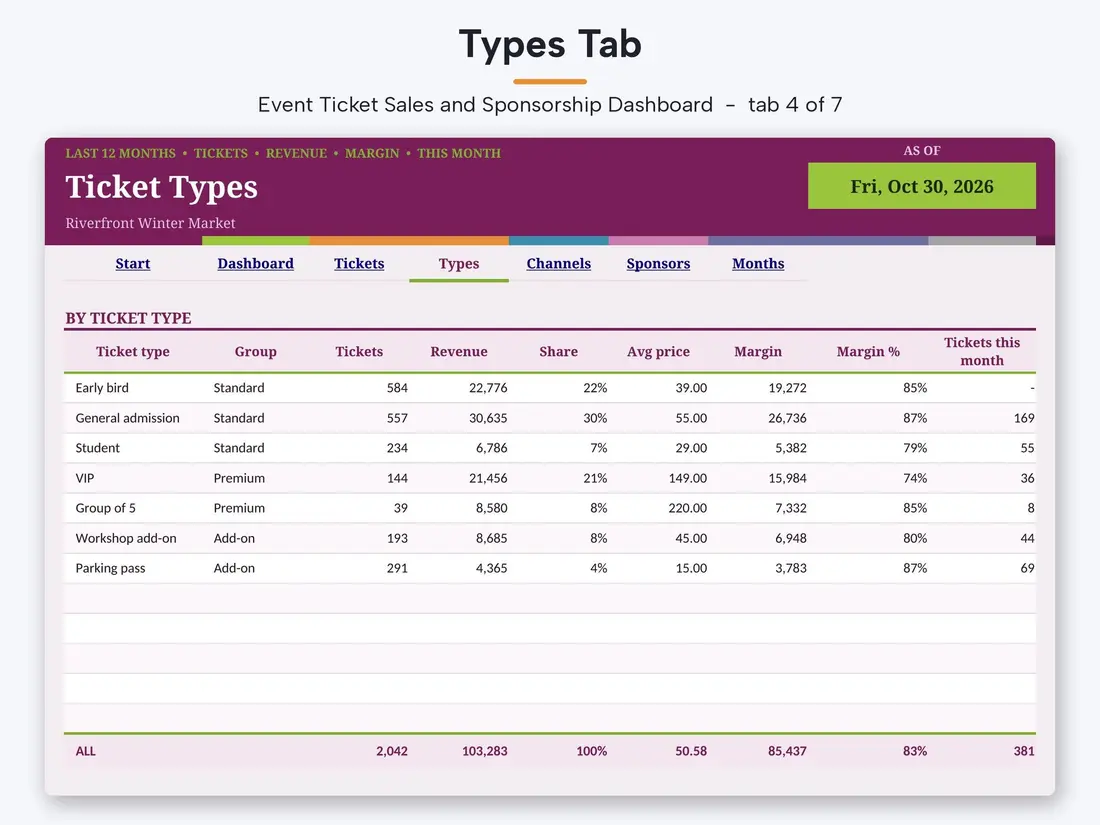 Types Tab
Event Ticket Sales and Sponsorship Dashboard - tab 4 of 7
LAST 12 MONTHS • TICKETS • REVENUE • MARGIN • THIS MONTH
AS OF
Ticket Types
Fri, Oct 30, 2026
Riverfront Winter Market
Start Dashboard Tickets Types Channels Sponsors Months
BY TICKET TYPE
Ticket type Group Tickets Revenue Share Avg price Margin Margin % Tickets this month
Early bird Standard 584 22,776 22% 39.00 19,272 85% -
General admission Standard 557 30,635 30% 55.00 26,736 87% 169
Student Standard 234 6,786 7% 29.00 5,382 79% 55
VIP Premium 144 21,456 21% 149.00 15,984 74% 36
Group of 5 Premium 39 8,580 8% 220.00 7,332 85% 8
Workshop add-on Add-on 193 8,685 8% 45.00 6,948 80% 44
Parking pass Add-on 291 4,365 4% 15.00 3,783 87% 69
ALL 2,042 103,283 100% 50.58 85,437 83% 381